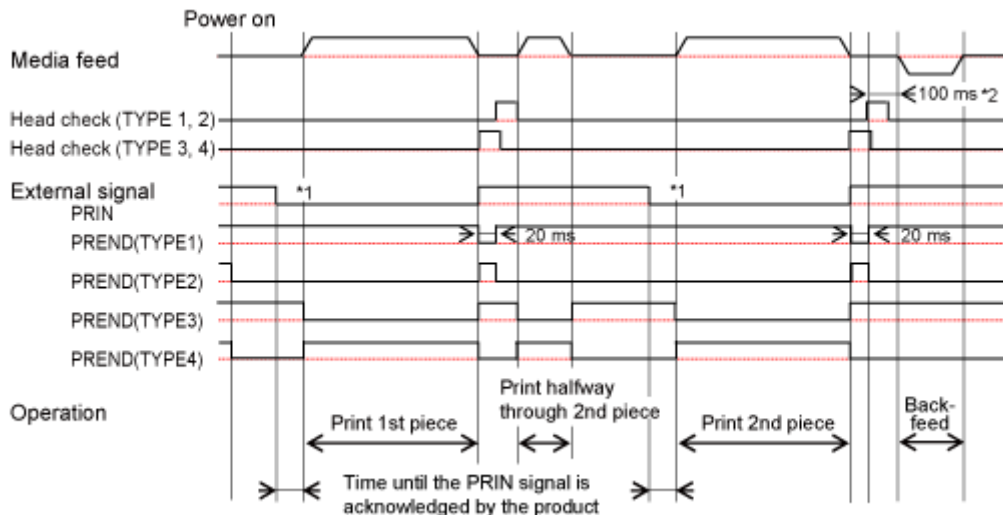 Power on
Media feed
100 ms *2
Head check (TYPE 1, 2)
Head check (TYPE 3, 4)
External signal
*1
*1
PRIN
PREND(TYPE1)
20 ms
20 ms
PREND(TYPE2)
PREND(TYPE3)
PREND(TYPE4)
Operation
Print 1st piece
Print halfway
through 2nd piece
Print 2nd piece
Back-
feed
Time until the PRIN signal is
acknowledged by the product